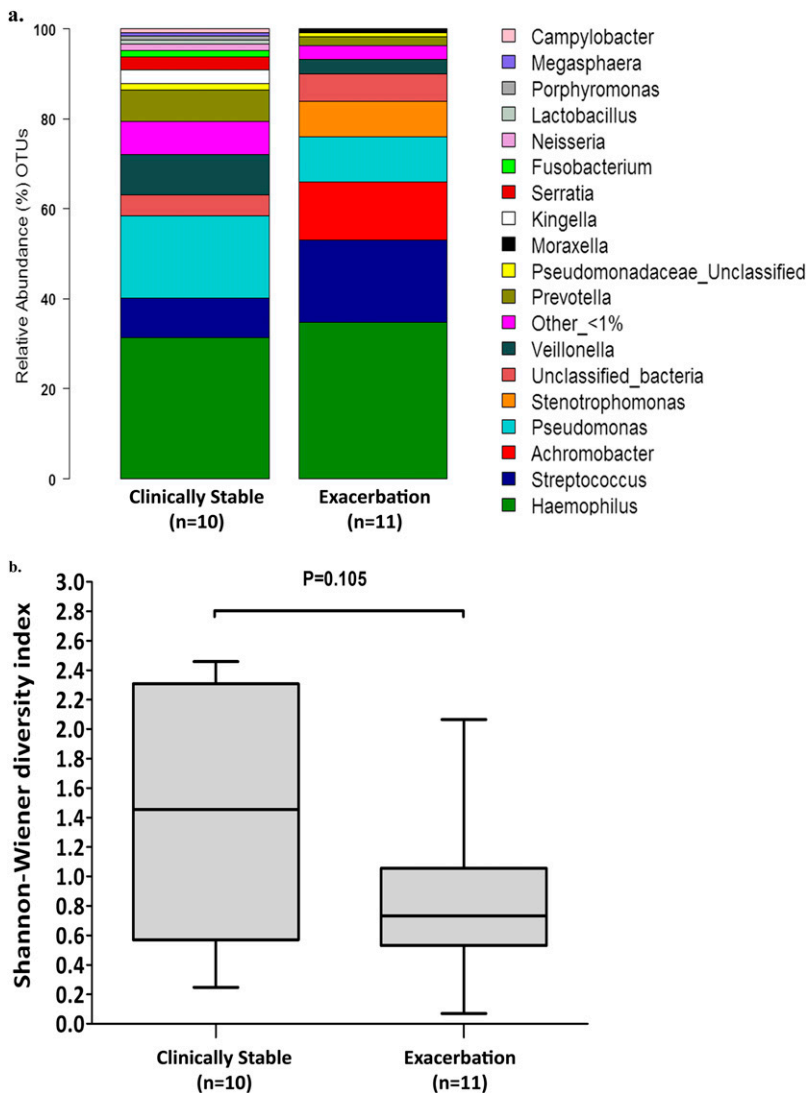 a.
100
80
60
40
20
0
Relative Abundance (%) OTUs
Clinically Stable
(n=10)
Exacerbation
(n=11)
Campylobacter
Megasphaera
Porphyromonas
Lactobacillus
Neisseria
Fusobacterium
Serratia
Kingella
Moraxella
Pseudomonadaceae_Unclassified
Prevotella
Other_<1%
Veillonella
Unclassified_bacteria
Stenotrophomonas
Pseudomonas
Achromobacter
Streptococcus
Haemophilus
b.
P=0.105
Shannon-Wiener diversity index
3.0
2.8
2.6
2.4
2.2
2.0
1.8
1.6
1.4
1.2
1.0
0.8
0.6
0.4
0.2
0.0
Clinically Stable
(n=10)
Exacerbation
(n=11)